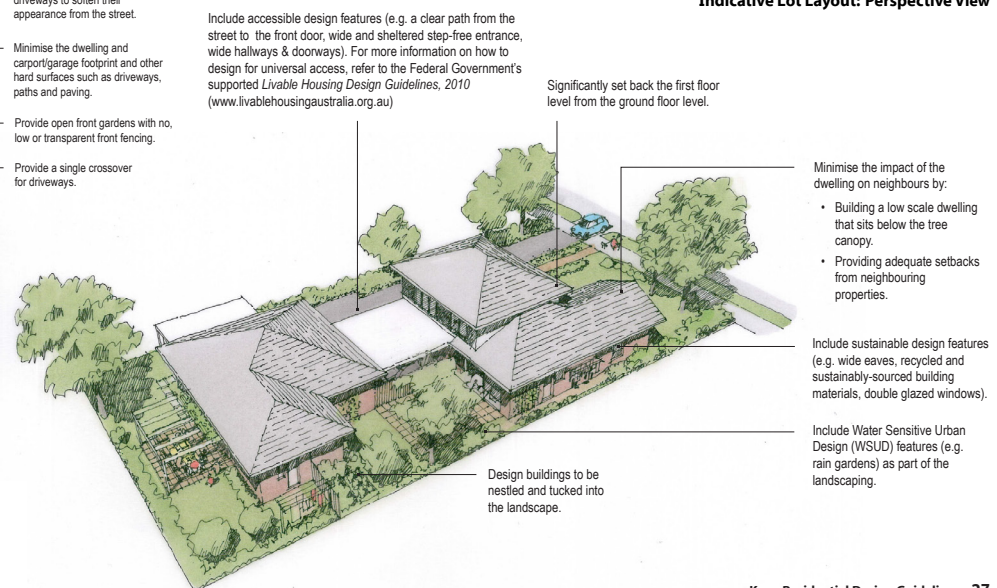 Indicative Lot Layout: Perspective View
driveways to soften their
appearance from the street.
– Minimise the dwelling and
carport/garage footprint and other
hard surfaces such as driveways,
paths and paving.
– Provide open front gardens with no,
low or transparent front fencing.
– Provide a single crossover
for driveways.
Include accessible design features (e.g. a clear path from the
street to the front door, wide and sheltered step-free entrance,
wide hallways & doorways). For more information on how to
design for universal access, refer to the Federal Government's
supported Livable Housing Design Guidelines, 2010
(www.livablehousingaustralia.org.au)
Significantly set back the first floor
level from the ground floor level.
Minimise the impact of the
dwelling on neighbours by:
• Building a low scale dwelling
that sits below the tree
canopy.
• Providing adequate setbacks
from neighbouring
properties.
Include sustainable design features
(e.g. wide eaves, recycled and
sustainably-sourced building
materials, double glazed windows).
Include Water Sensitive Urban
Design (WSUD) features (e.g.
rain gardens) as part of the
landscaping.
Design buildings to be
nestled and tucked into
the landscape.
Residential Design Guidelines 27